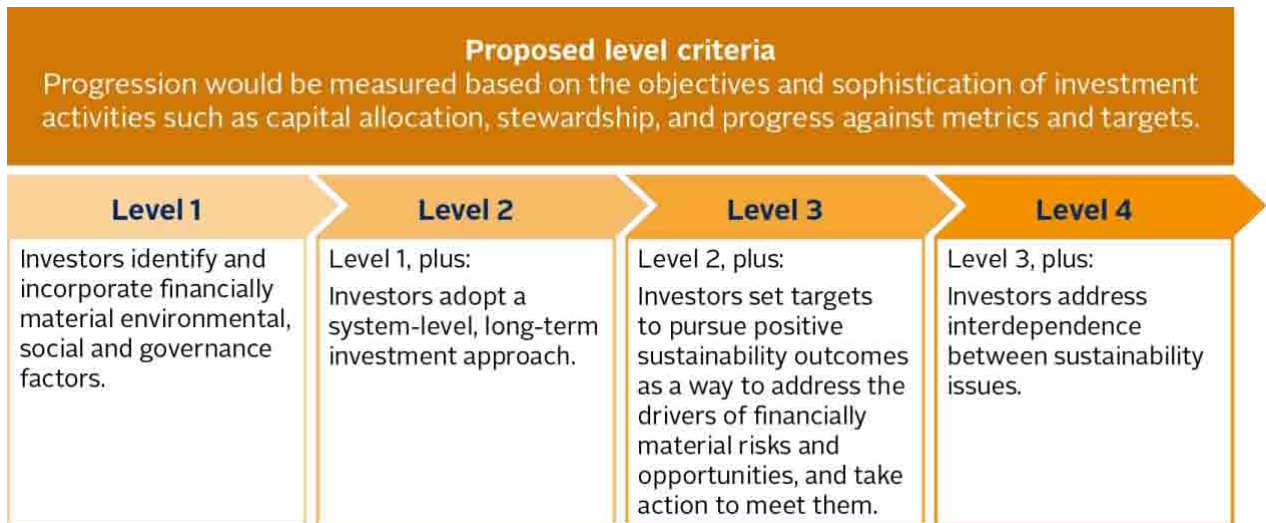 Proposed level criteria
Progression would be measured based on the objectives and sophistication of investment
activities such as capital allocation, stewardship, and progress against metrics and targets.
Level 1
Investors identify and
incorporate financially
material environmental,
social and governance
factors.
Level 2
Level 1, plus:
Investors adopt a
system-level, long-term
investment approach.
Level 3
Level 2, plus:
Investors set targets
to pursue positive
sustainability outcomes
as a way to address the
drivers of financially
material risks and
opportunities, and take
action to meet them.
Level 4
Level 3, plus:
Investors address
interdependence
between sustainability
issues.